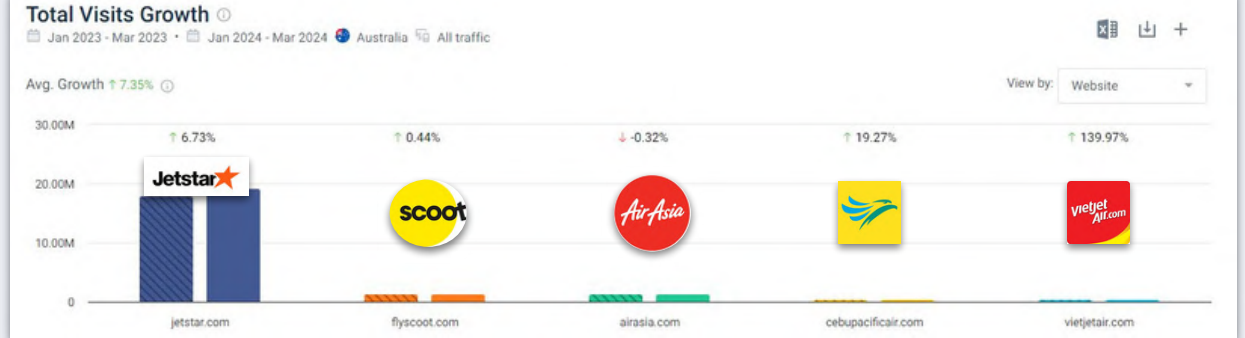 Total Visits Growth
Jan 2023 - Mar 2023 • Jan 2024 - Mar 2024 Australia All traffic
Avg. Growth ↑ 7.35%
View by: Website
30.00M
↑ 6.73% ↑ 0.44% ↓ -0.32% ↑ 19.27% ↑ 139.97%
Jetstar
20.00M
scoot
AirAsia
Vietjet
Air.com
10.00M
0
jetstar.com flyscoot.com airasia.com cebupacificair.com vietjetair.com